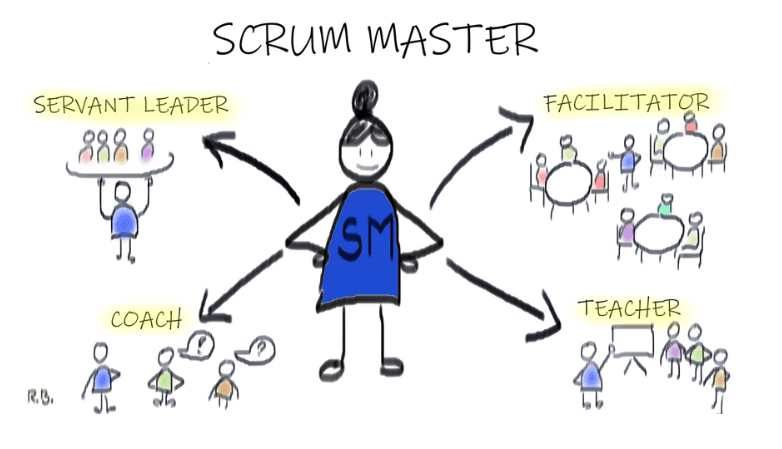 SCRUM MASTER
SERVANT LEADER
FACILITATOR
SM
COACH
!
?
TEACHER
R.B.